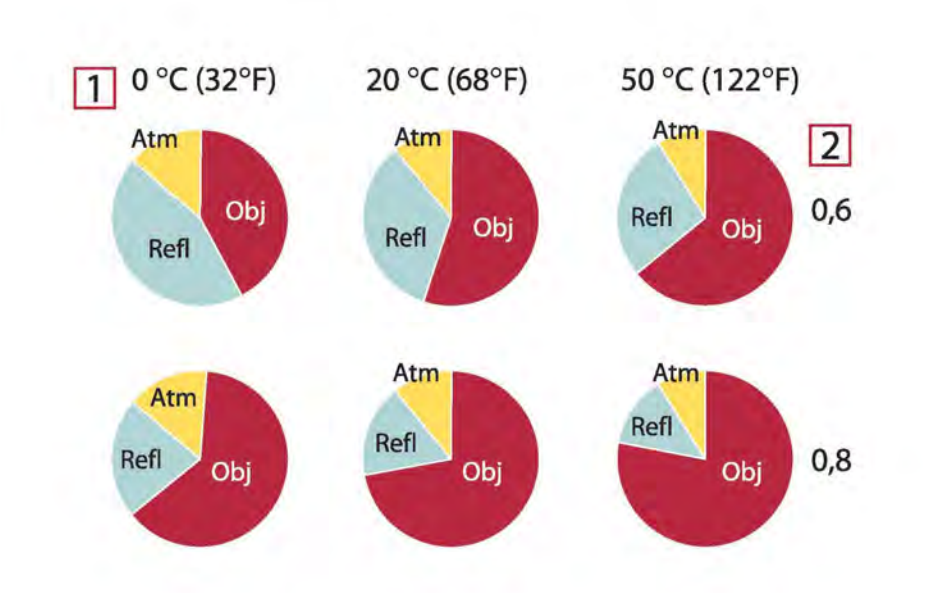 1 0 °C (32°F) 20 °C (68°F) 50 °C (122°F)
Atm Atm Atm
2
Obj Refl Obj Refl Obj Refl 0,6
Atm Atm Atm
Refl Obj Refl Obj Refl Obj 0,8